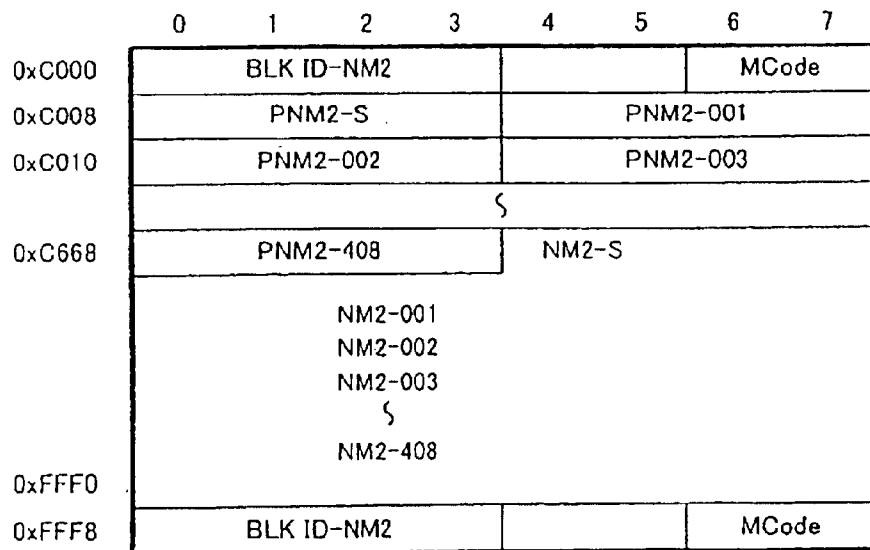 0 1 2 3 4 5 6 7
0xC000 BLK ID-NM2 MCode
0xC008 PNM2-S PNM2-001
0xC010 PNM2-002 PNM2-003
0xC668 PNM2-408 NM2-S
NM2-001
NM2-002
NM2-003
NM2-408
0xFFF0
0xFFF8 BLK ID-NM2 MCode